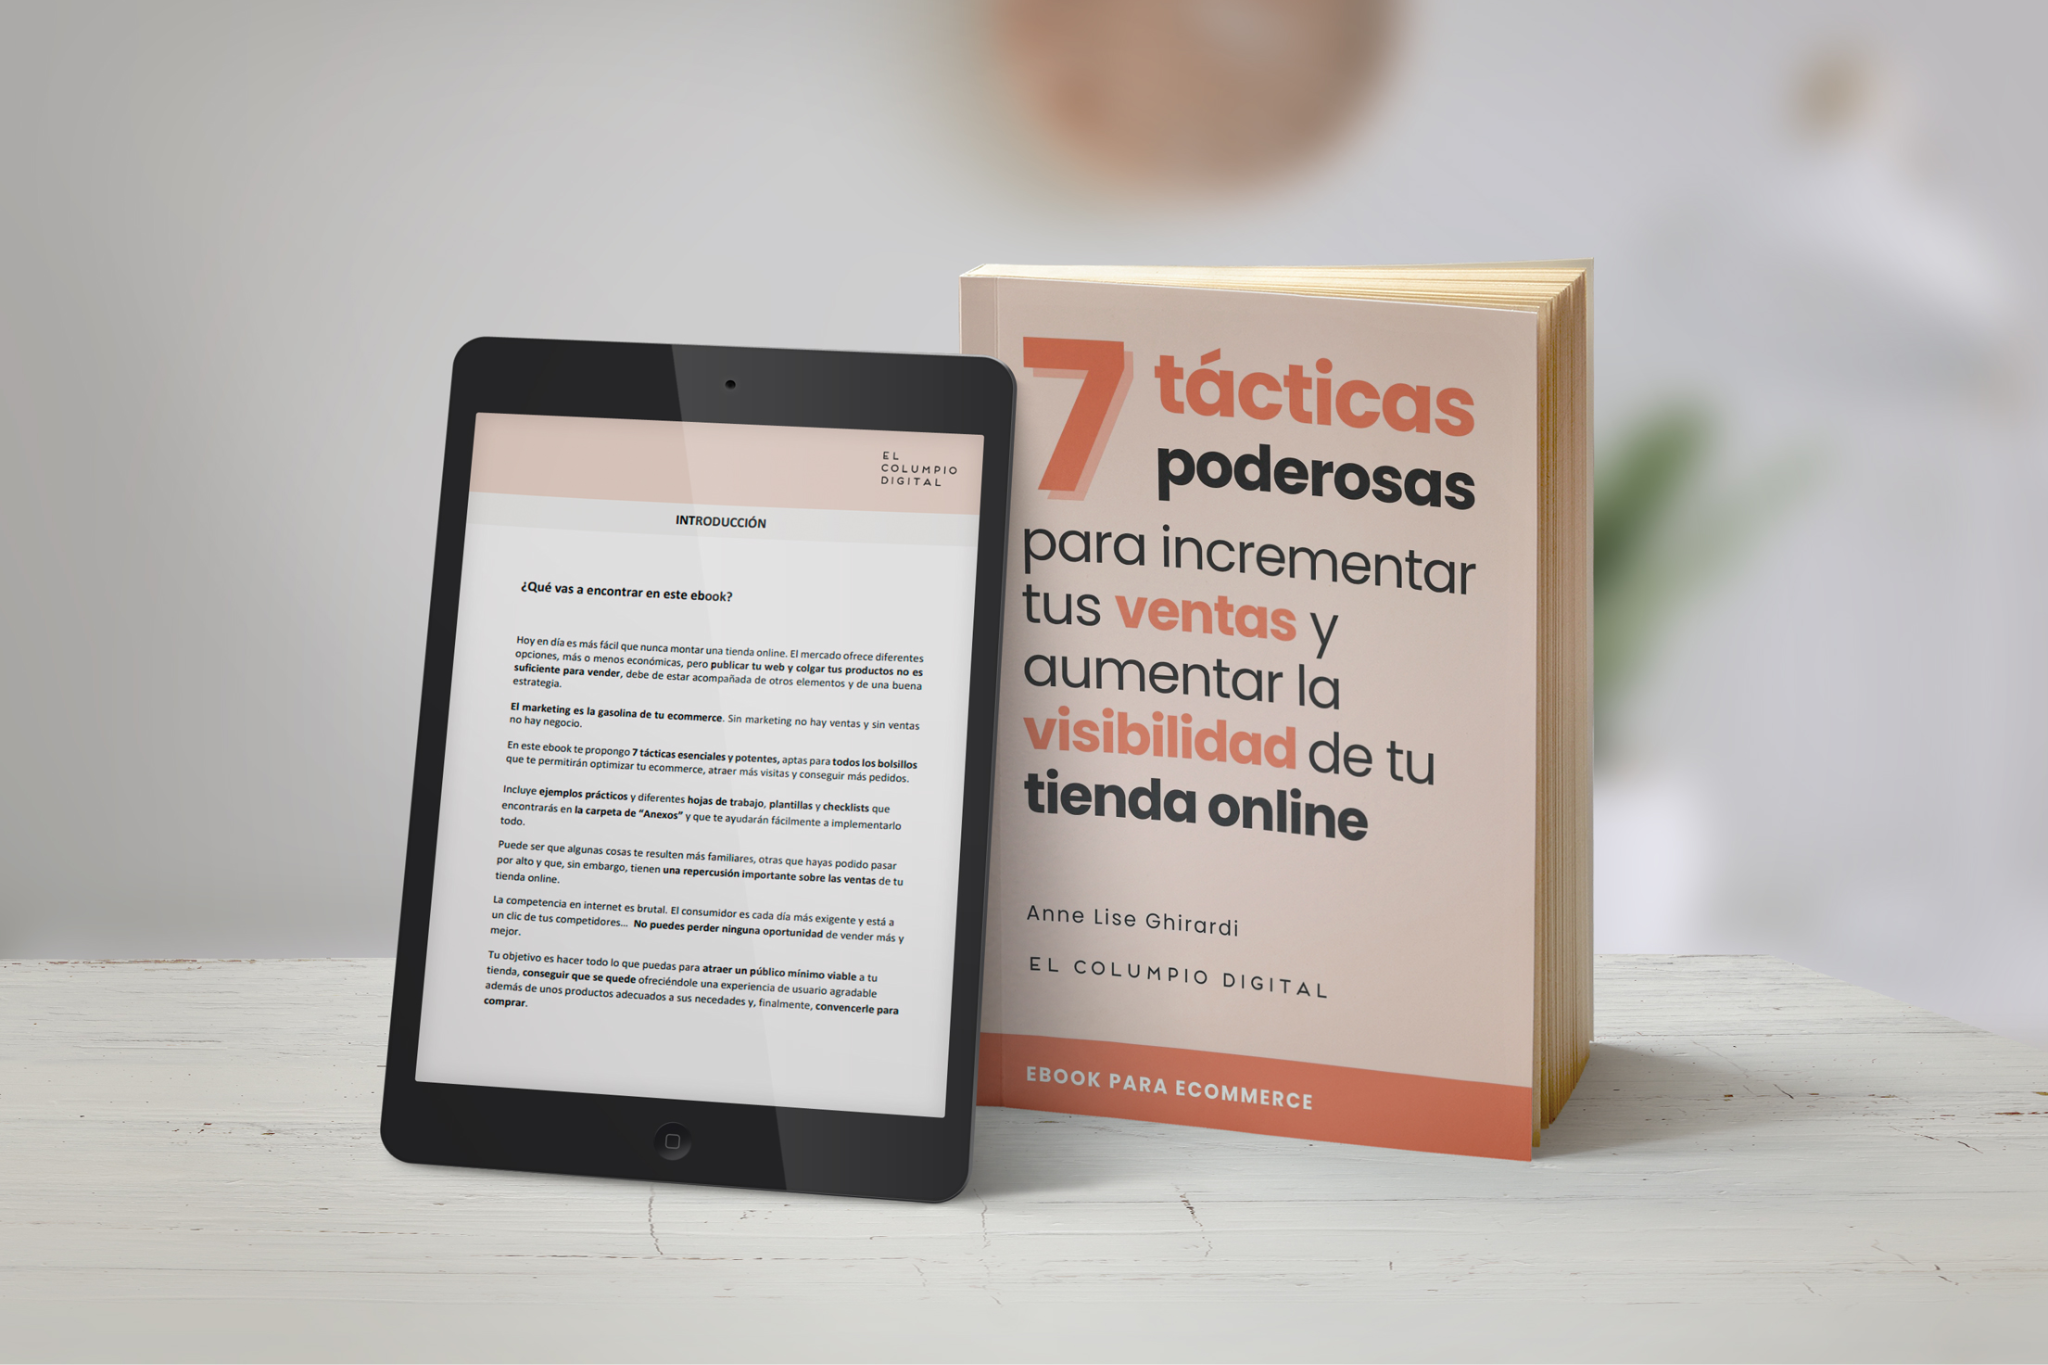 EL
COLUMPIO
DIGITAL
INTRODUCCIÓN
¿Qué vas a encontrar en este ebook?
Hoy en día es más fácil que nunca montar una tienda online. El mercado ofrece diferentes
opciones, más o menos económicas, pero publicar tu web y colgar tus productos no es
suficiente para vender, debe de estar acompañada de otros elementos y de una buena
estrategia.
El marketing es la gasolina de tu ecommerce. Sin marketing no hay ventas y sin ventas
no hay negocio.
En este ebook te propongo 7 tácticas esenciales y potentes, aptas para todos los bolsillos
que te permitirán optimizar tu ecommerce, atraer más visitas y conseguir más pedidos.
Incluye ejemplos prácticos y diferentes hojas de trabajo, plantillas y checklists que
encontrarás en la carpeta de “Anexos” y que te ayudarán fácilmente a implementarlo
todo.
Puede ser que algunas cosas te resulten más familiares, otras que hayas podido pasar
por alto y que, sin embargo, tienen una repercusión importante sobre las ventas de tu
tienda online.
La competencia en internet es brutal. El consumidor es cada día más exigente y está a
un clic de tus competidores... No puedes perder ninguna oportunidad de vender más y
mejor.
Tu objetivo es hacer todo lo que puedas para atraer un público mínimo viable a tu
tienda, conseguir que se quede ofreciéndole una experiencia de usuario agradable
además de unos productos adecuados a sus necedades y, finalmente, convencerle para
comprar.
7 tácticas
poderosas
para incrementar
tus ventas y
aumentar la
visibilidad de tu
tienda online
Anne Lise Ghirardi
EL COLUMPIO DIGITAL
EBOOK PARA ECOMMERCE